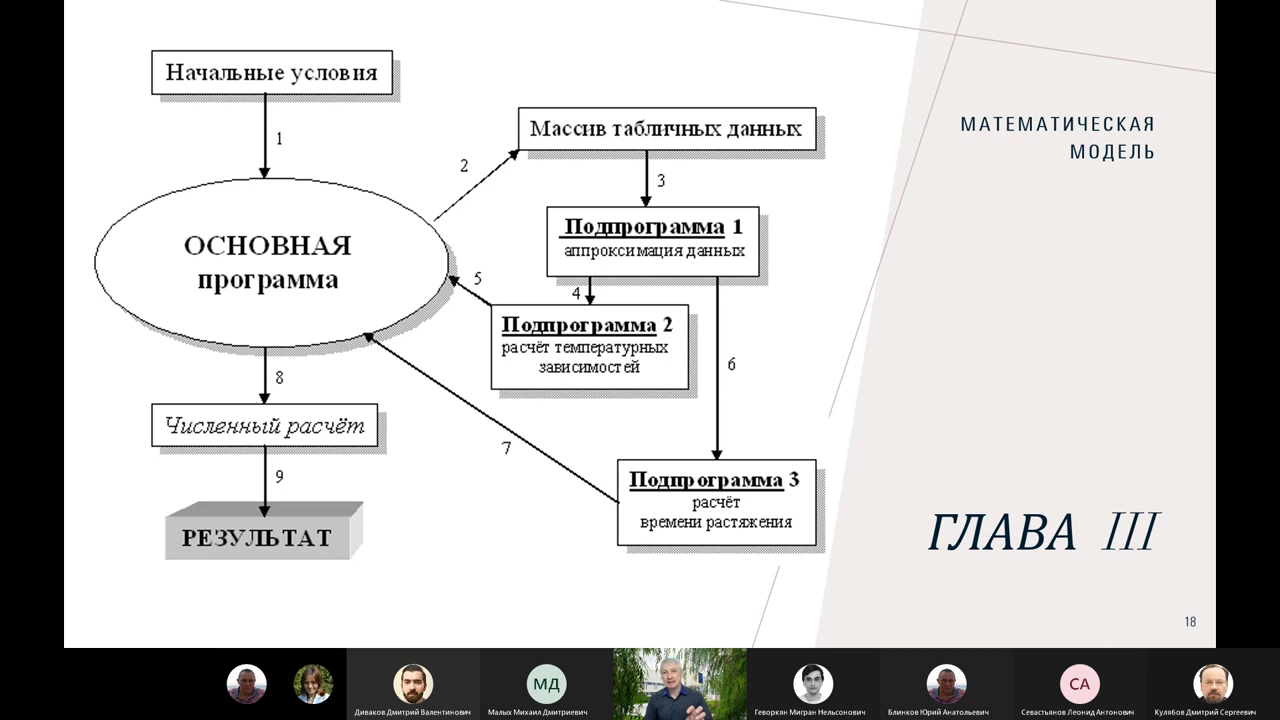 Начальные условия
1
Массив табличных данных
2
3
ОСНОВНАЯ
программа
Подпрограмма 1
аппроксимация данных
5
4
Подпрограмма 2
расчёт температурных
зависимостей
6
8
Численный расчёт
7
9
Подпрограмма 3
расчёт
времени растяжения
РЕЗУЛЬТАТ
МАТЕМАТИЧЕСКАЯ
МОДЕЛЬ
ГЛАВА III
18
МД
СА
Диваков Дмитрий Валентинович
Малых Михаил Дмитриевич
Геворкян Мигран Нельсонович
Блинков Юрий Анатольевич
Севастьянов Леонид Антонович
Кулябов Дмитрий Сергеевич